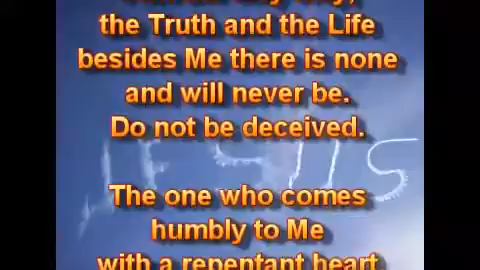 the Truth and the Life
besides Me there is none
and will never be.
Do not be deceived.
JESUS
The one who comes
humbly to Me
with a repentant heart